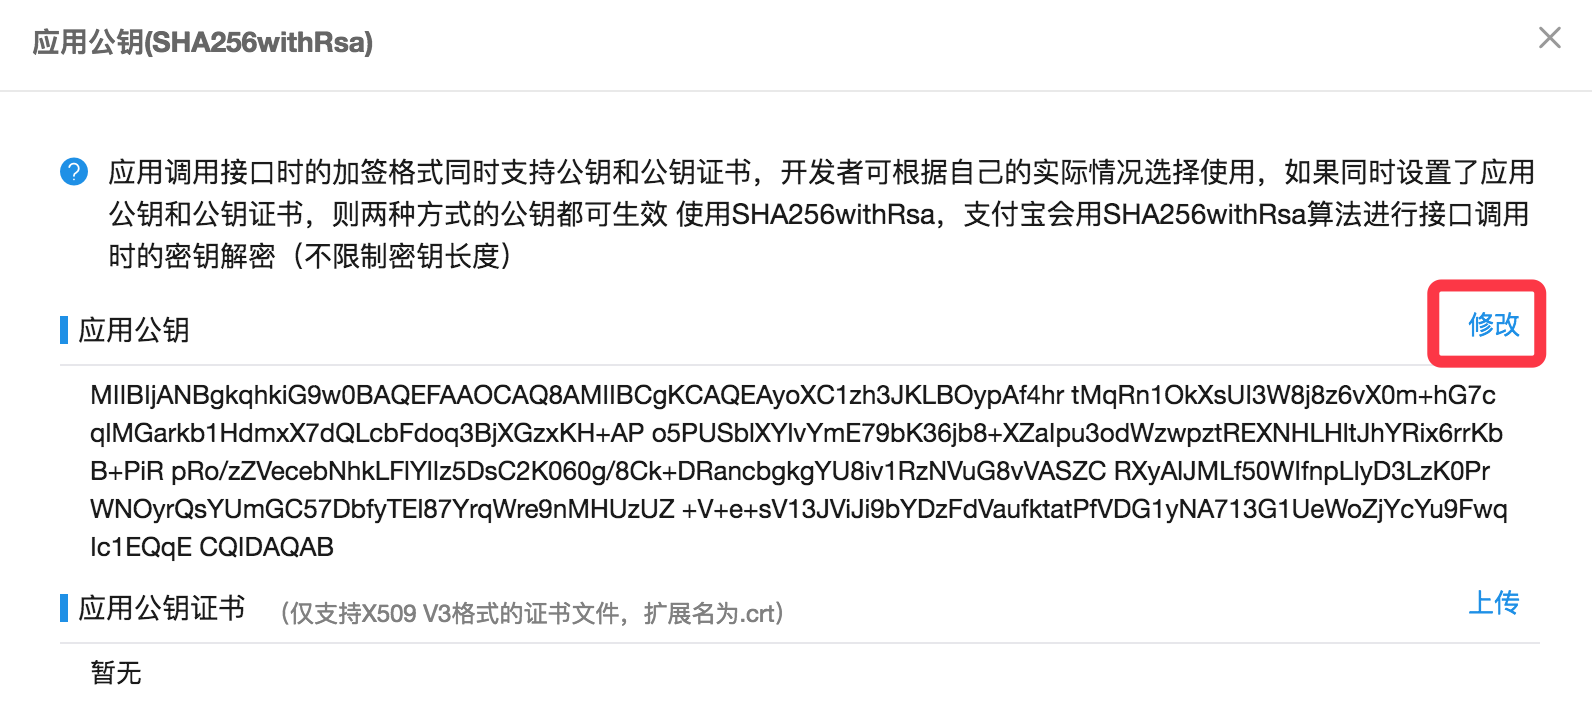 应用公钥(SHA256withRsa)
应用调用接口时的加签格式同时支持公钥和公钥证书，开发者可根据自己的实际情况选择使用，如果同时设置了应用
公钥和公钥证书，则两种方式的公钥都可生效 使用SHA256withRsa，支付宝会用SHA256withRsa算法进行接口调用
时的密钥解密（不限制密钥长度）
应用公钥
修改
MIIBIjANBgkqhkiG9w0BAQEFAAOCAQ8AMIIBCgKCAQEAyoXC1zh3JKLBOypAf4hr tMqRn1OkXsUI3W8j8z6vX0m+hG7c
qIMGarkb1HdmxX7dQLcbFdoq3BjXGzxKH+AP o5PUSblXYlvYmE79bK36jb8+XZaIpu3odWzwpztREXNHLHltJhYRix6rrKb
B+PiR pRo/zZVecebNhkLFlYlIz5DsC2K060g/8Ck+DRancbgkgYU8iv1RzNVuG8vVASZC RXyAlJMLf50WlfnpLlyD3LzK0Pr
WNOyrQsYUmGC57DbfyTEl87YrqWre9nMHUzUZ +V+e+sV13JViJi9bYDzFdVaufktatPfVDG1yNA713G1UeWoZjYcYu9Fwq
Ic1EQqE CQIDAQAB
应用公钥证书 （仅支持X509 V3格式的证书文件，扩展名为.crt）
上传
暂无